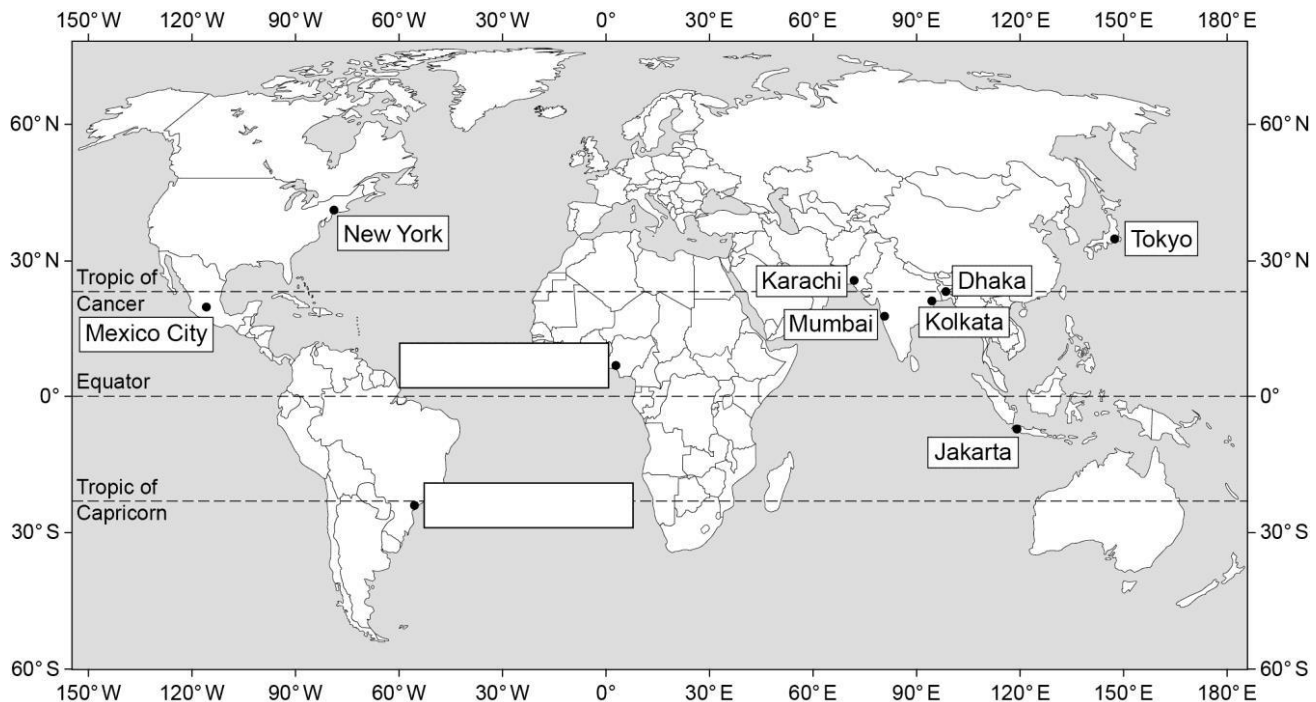 150° W 120° W 90° W 60° W 30° W 0° 30° E 60° E 90° E 120° E 150° E 180° E
60° N 60° N
New York
Tokyo
30° N 30° N
Tropic of
Cancer
Karachi
Dhaka
Mumbai
Kolkata
Mexico City
Equator
0° 0°
Jakarta
Tropic of
Capricorn
30° S 30° S
60° S 60° S
150° W 120° W 90° W 60° W 30° W 0° 30° E 60° E 90° E 120° E 150° E 180° E